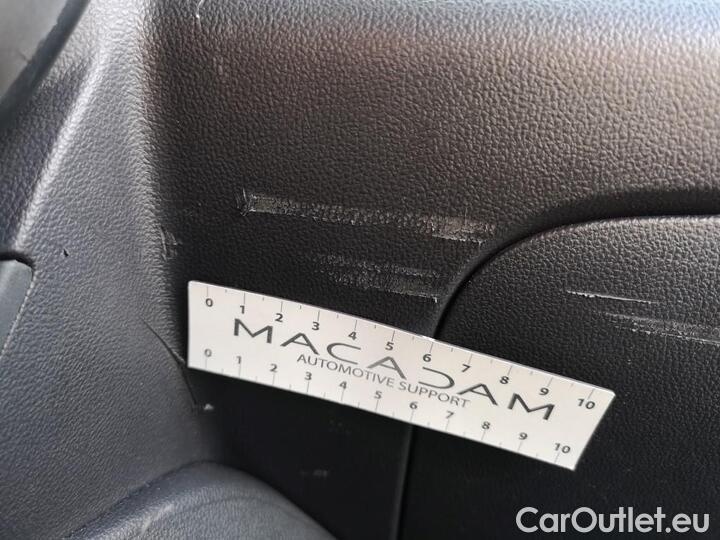 0 1 2 3 4 5 6 7 8 9 10
MACADAM
AUTOMOTIVE SUPPORT
0 1 2 3 4 5 6 7 8 9 10
CarOutlet.eu